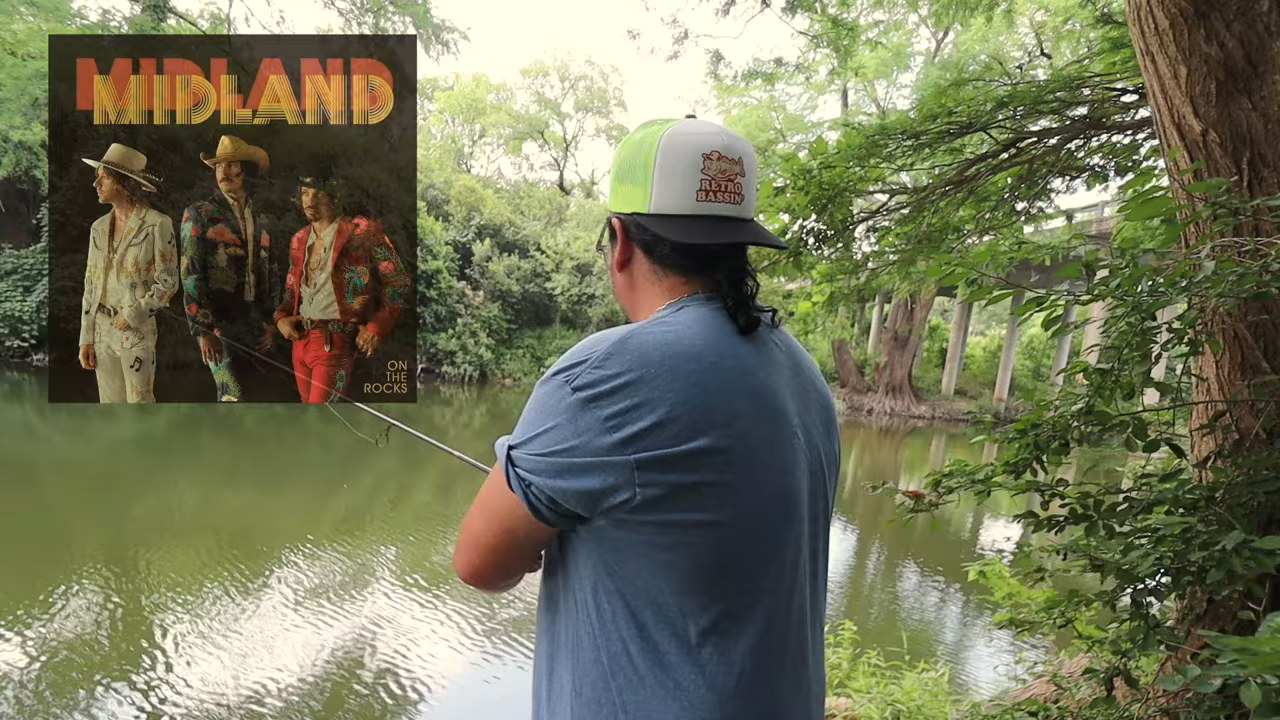 MIDLAND
ON
THE
ROCKS
RETRO
BASSIN'